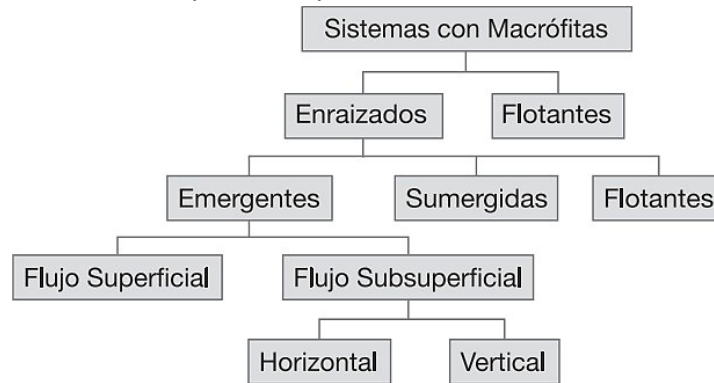 Sistemas con Macrófitas
Enraizados
Flotantes
Emergentes
Sumergidas
Flotantes
Flujo Superficial
Flujo Subsuperficial
Horizontal
Vertical